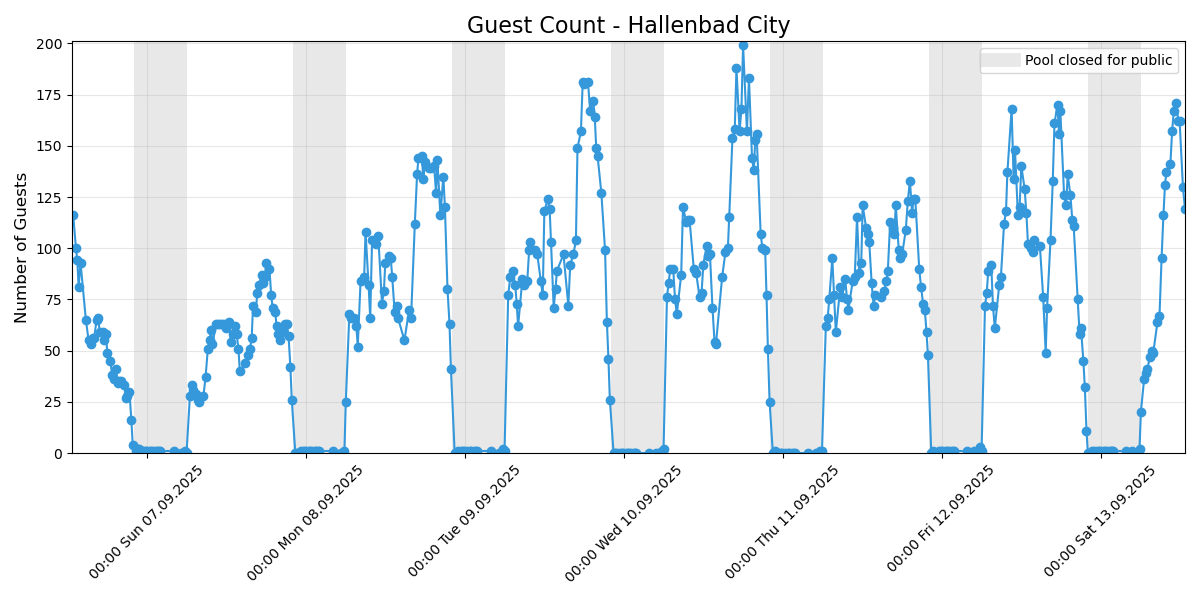 Guest Count - Hallenbad City
Number of Guests
200
175
150
125
100
75
50
25
0
Pool closed for public
00:00 Sun 07.09.2025
00:00 Mon 08.09.2025
00:00 Tue 09.09.2025
00:00 Wed 10.09.2025
00:00 Thu 11.09.2025
00:00 Fri 12.09.2025
00:00 Sat 13.09.2025